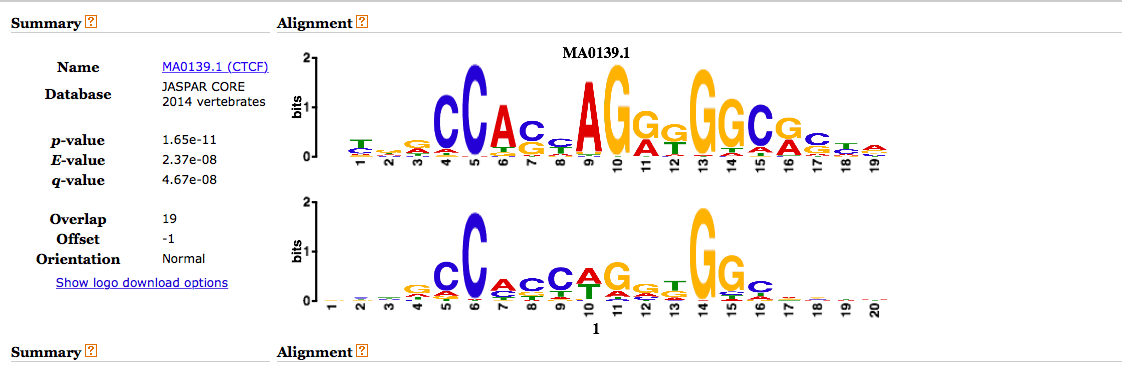 Summary ?
Alignment ?
Name MA0139.1 (CTCF)
Database JASPAR CORE
2014 vertebrates
p-value 1.65e-11
E-value 2.37e-08
q-value 4.67e-08
Overlap 19
Offset -1
Orientation Normal
Show logo download options
MA0139.1
2
1
0
bits
1 2 3 4 5 6 7 8 9 10 11 12 13 14 15 16 17 18 19
2
1
0
bits
1 2 3 4 5 6 7 8 9 10 11 12 13 14 15 16 17 18 19 20
1
Summary ?
Alignment ?